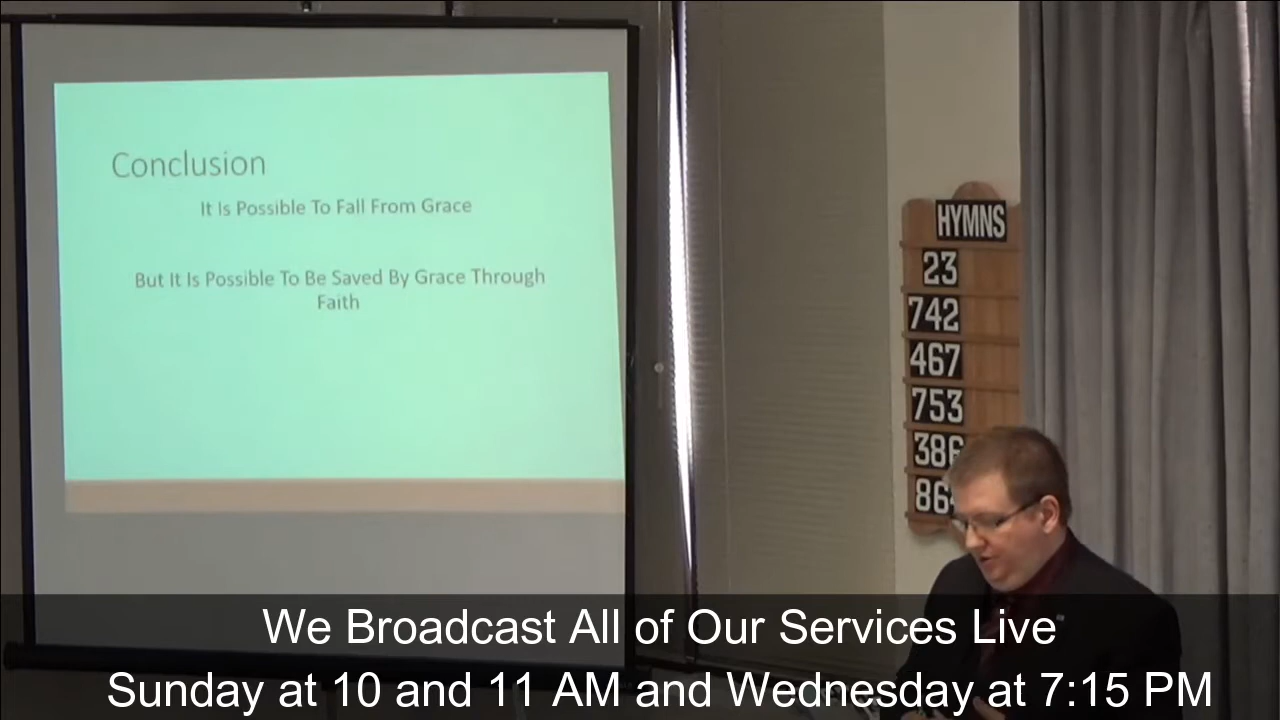 Conclusion
It Is Possible To Fall From Grace
But It Is Possible To Be Saved By Grace Through
Faith
HYMNS
23
742
467
753
386
We Broadcast All of Our Services Live
Sunday at 10 and 11 AM and Wednesday at 7:15 PM